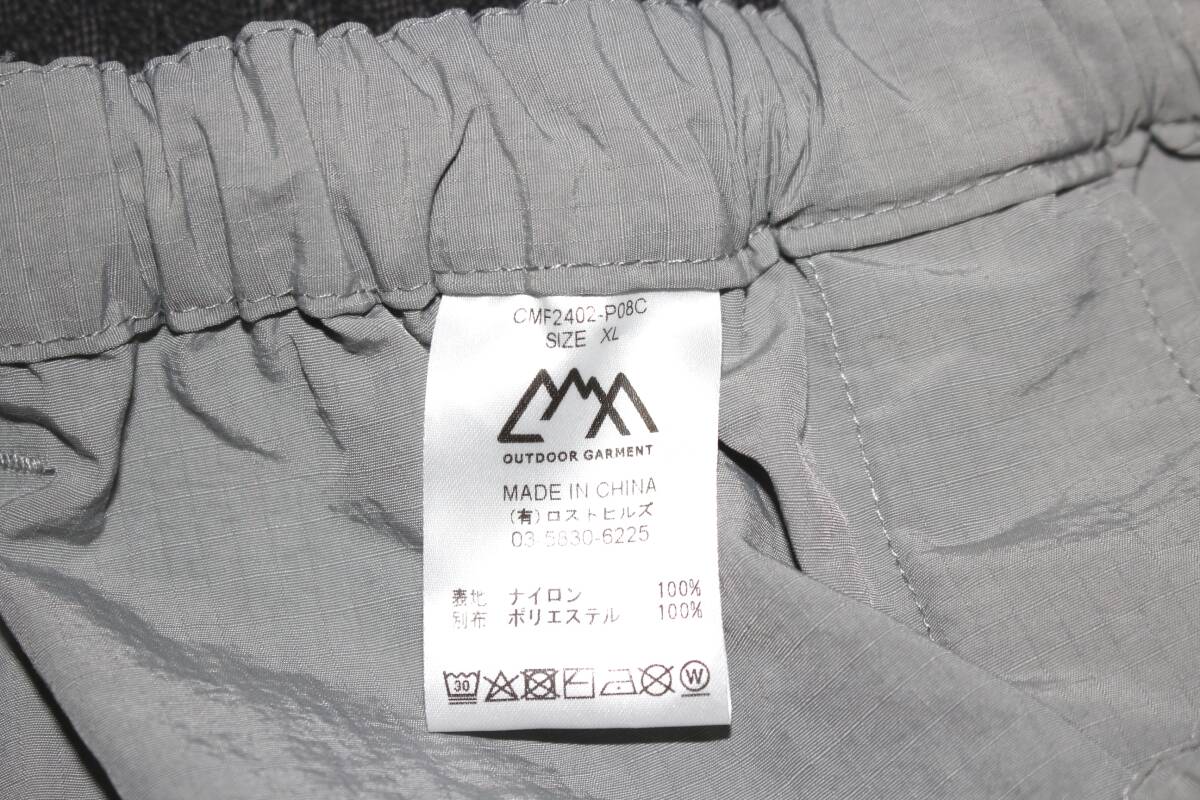 CMF2402-P08C
SIZE XL
OUTDOOR GARMENT
MADE IN CHINA
(有)ロストヒルズ
03-5830-6225
表地 ナイロン 100%
別布 ポリエステル 100%
30 W